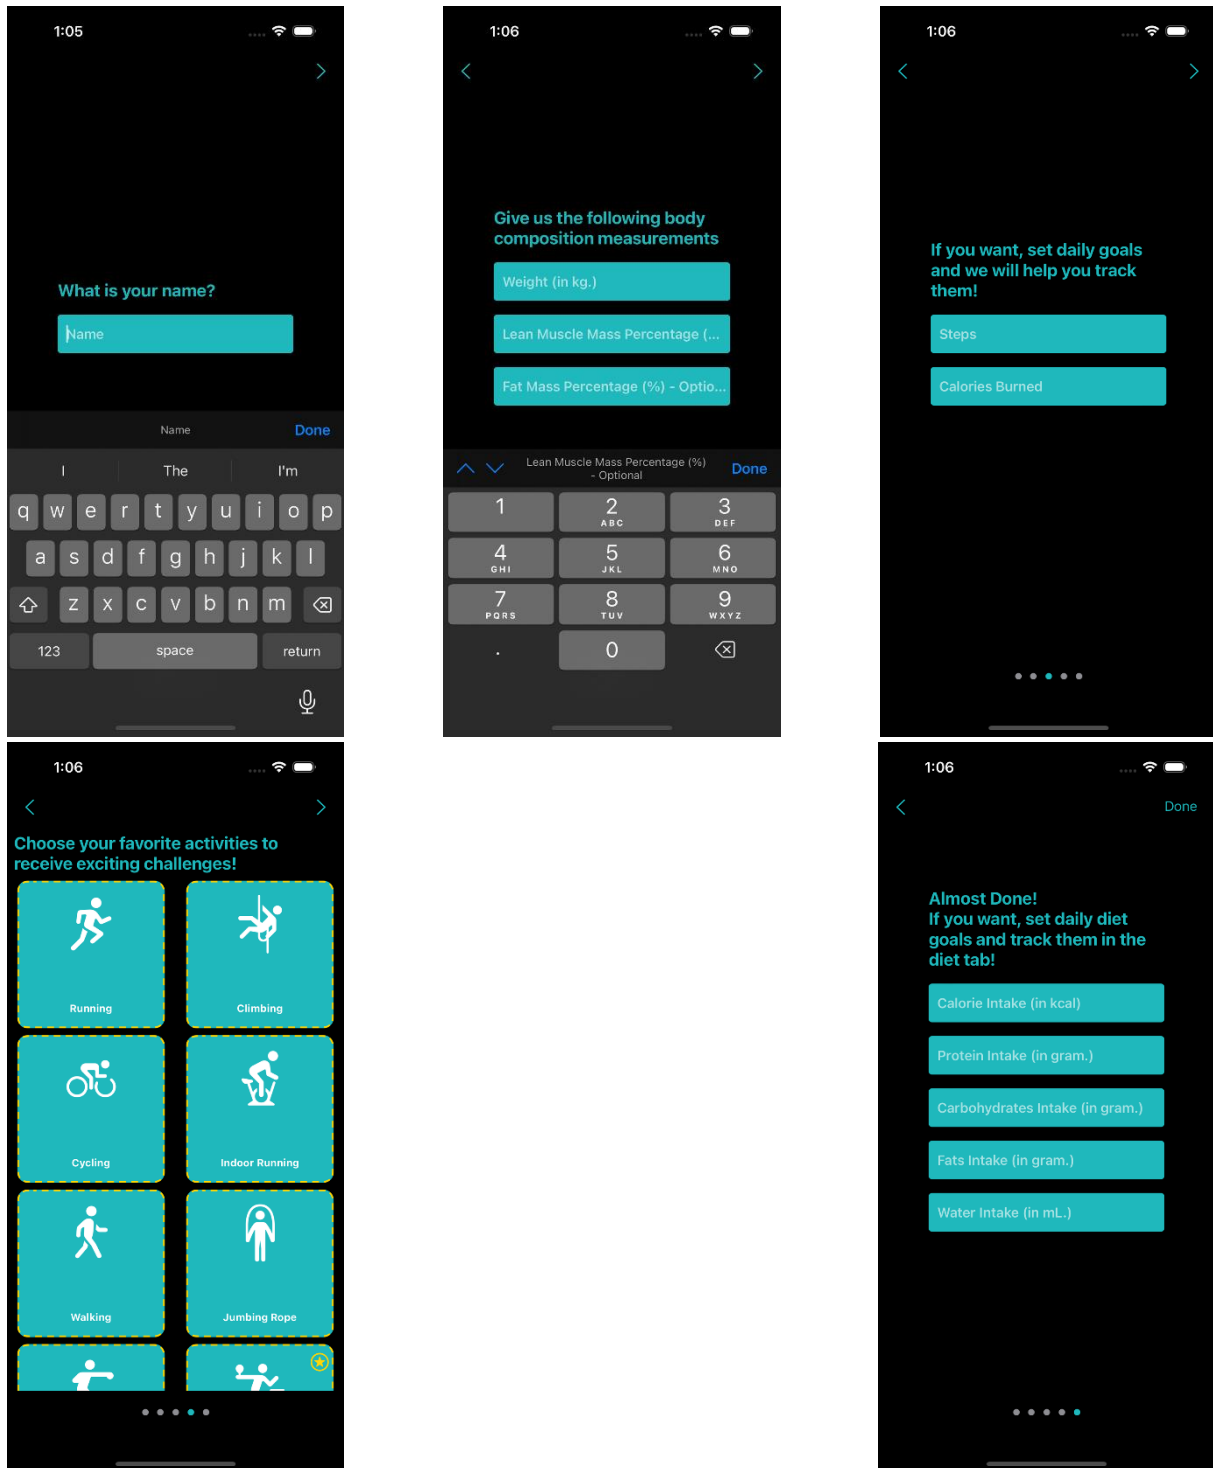 1:05
What is your name?
Name
Name
Done
I
The
I'm
q w e r t y u i o p
a s d f g h j k l
z x c v b n m
123
space
return
1:06
Give us the following body
composition measurements
Weight (in kg.)
Lean Muscle Mass Percentage (...
Fat Mass Percentage (%) - Optio...
Lean Muscle Mass Percentage (%)
- Optional
Done
1
2
ABC
3
DEF
4
GHI
5
JKL
6
MNO
7
PQRS
8
TUV
9
WXYZ
.
0
1:06
If you want, set daily goals
and we will help you track
them!
Steps
Calories Burned
1:06
Choose your favorite activities to
receive exciting challenges!
Running
Climbing
Cycling
Indoor Running
Walking
Jumbing Rope
1:06
Done
Almost Done!
If you want, set daily diet
goals and track them in the
diet tab!
Calorie Intake (in kcal)
Protein Intake (in gram.)
Carbohydrates Intake (in gram.)
Fats Intake (in gram.)
Water Intake (in mL.)